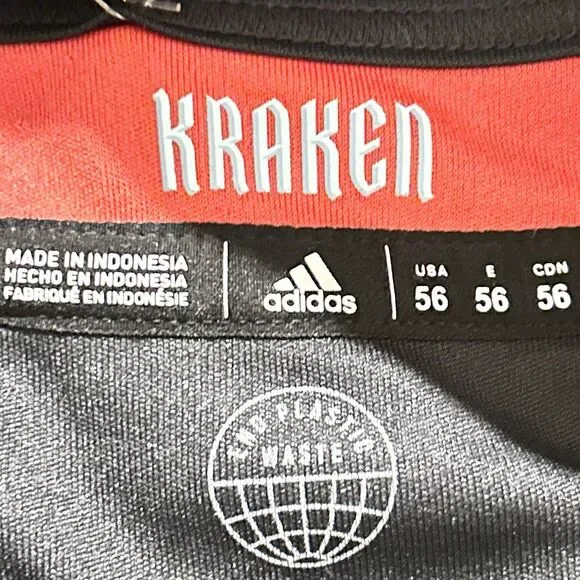 KRAKEN
MADE IN INDONESIA
HECHO EN INDONESIA
FABRIQUÉ EN INDONÉSIE
adidas
USA E CDN
56 56 56
END PLASTIC
WASTE